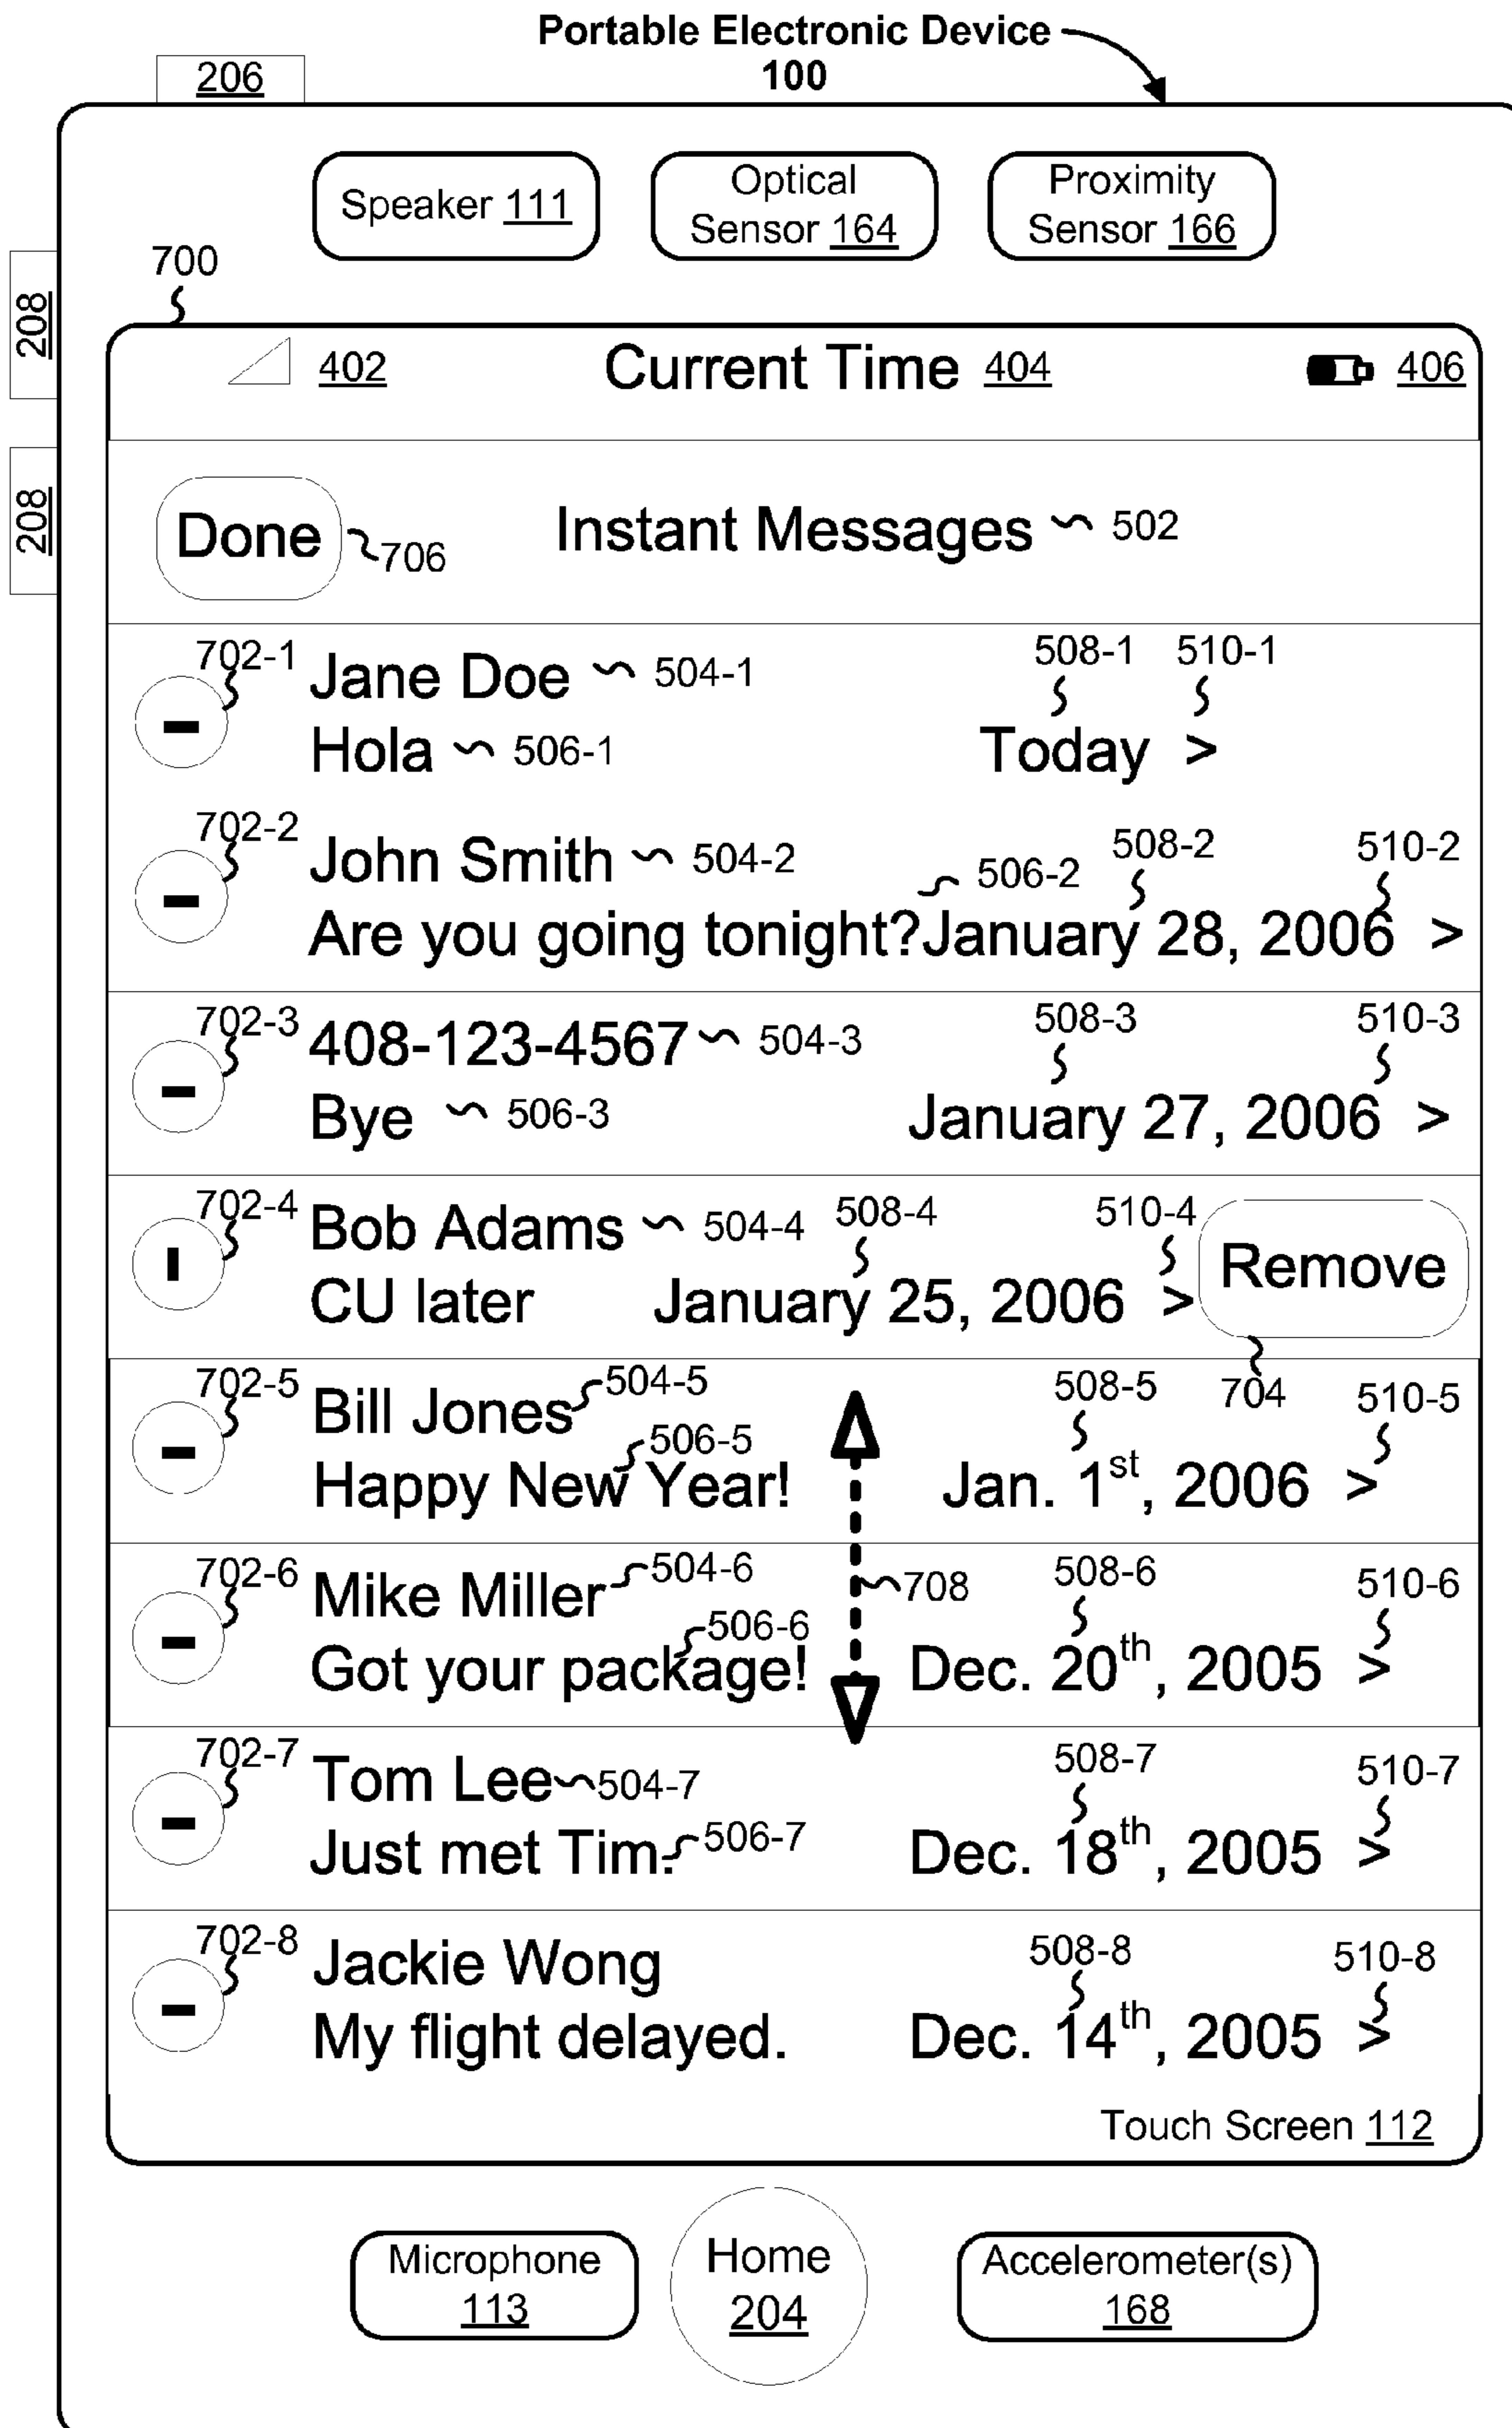 Portable Electronic Device
100
206
Speaker 111
Optical
Sensor 164
Proximity
Sensor 166
208
208
700
402
Current Time 404
406
Done
706
Instant Messages 502
702-1
Jane Doe 504-1
508-1
510-1
Hola 506-1
Today >
702-2
John Smith 504-2
506-2
508-2
510-2
Are you going tonight? January 28, 2006 >
702-3
408-123-4567 504-3
508-3
510-3
Bye 506-3
January 27, 2006 >
702-4
Bob Adams 504-4
508-4
510-4
Remove
CU later January 25, 2006 >
704
702-5
Bill Jones 504-5
508-5
510-5
506-5
Happy New Year!
Jan. 1st, 2006 >
702-6
Mike Miller 504-6
708
508-6
510-6
506-6
Got your package!
Dec. 20th, 2005 >
702-7
Tom Lee 504-7
508-7
510-7
Just met Tim. 506-7
Dec. 18th, 2005 >
702-8
Jackie Wong
508-8
510-8
My flight delayed.
Dec. 14th, 2005 >
Touch Screen 112
Microphone
113
Home
204
Accelerometer(s)
168